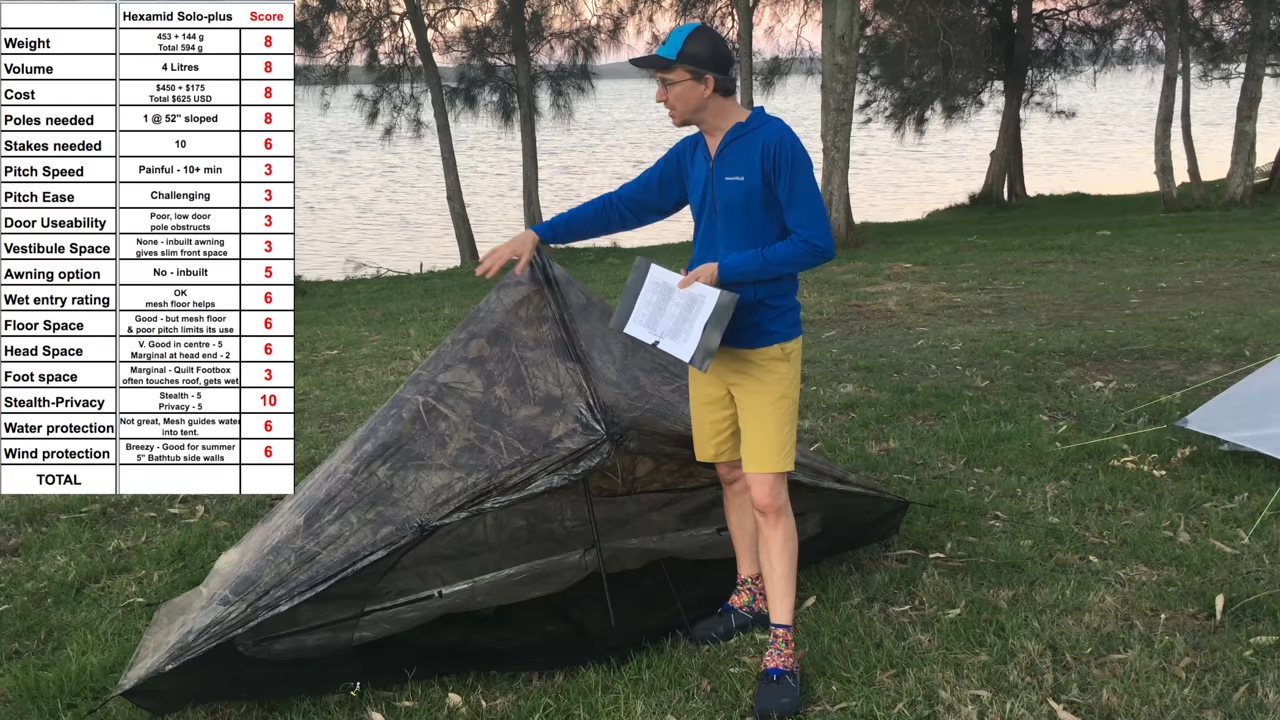 Hexamid Solo-plus Score
Weight 453 + 144 g 8
Total 594 g
Volume 4 Litres 8
Cost $450 + $175 8
Total $625 USD
Poles needed 1 @ 52" sloped 8
Stakes needed 10 6
Pitch Speed Painful - 10+ min 3
Pitch Ease Challenging 3
Door Useability Poor, low door 3
pole obstructs
Vestibule Space None - inbuilt awning 3
gives slim front space
Awning option No - inbuilt 5
Wet entry rating OK 6
mesh floor helps
Floor Space Good - but mesh floor 6
& poor pitch limits its use
Head Space V. Good in centre - 5 6
Marginal at head end - 2
Foot space Marginal - Quilt Footbox 3
often touches roof, gets wet
Stealth-Privacy Stealth - 5 10
Privacy - 5
Water protection Not great, Mesh guides water 6
into tent.
Wind protection Breezy - Good for summer 6
5" Bathtub side walls
TOTAL